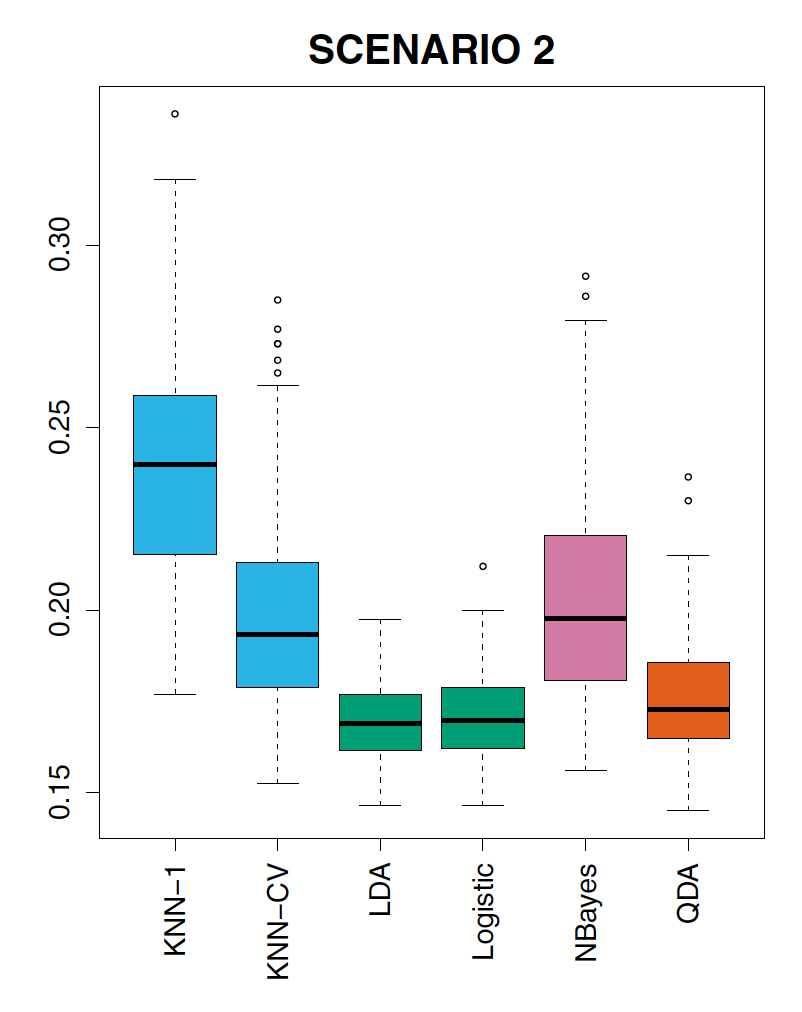 SCENARIO 2
0.30
0.25
0.20
0.15
KNN−1
KNN−CV
LDA
Logistic
NBayes
QDA